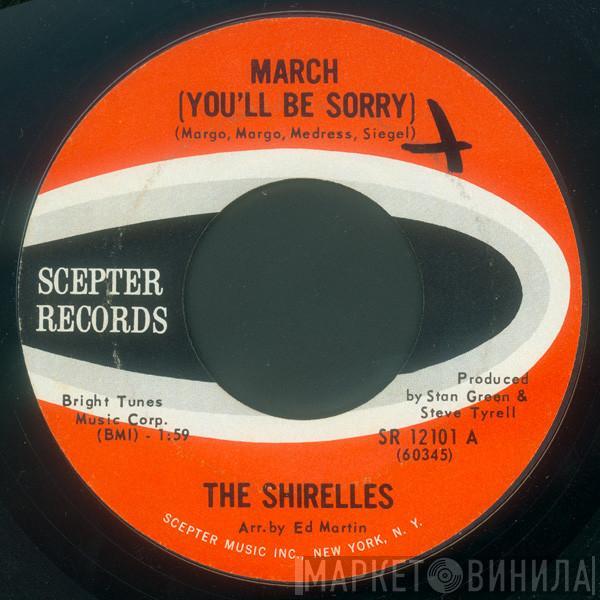 MARCH
(YOU'LL BE SORRY)
(Margo, Margo, Medress, Siegel)
SCEPTER
RECORDS
Bright Tunes
Music Corp.
(BMI) - 1:59
Produced
by Stan Green &
Steve Tyrell
SR 12101 A
(60345)
THE SHIRELLES
Arr. by Ed Martin
SCEPTER MUSIC INC., NEW YORK, N. Y.
МАРКЕТ ВИНИЛА